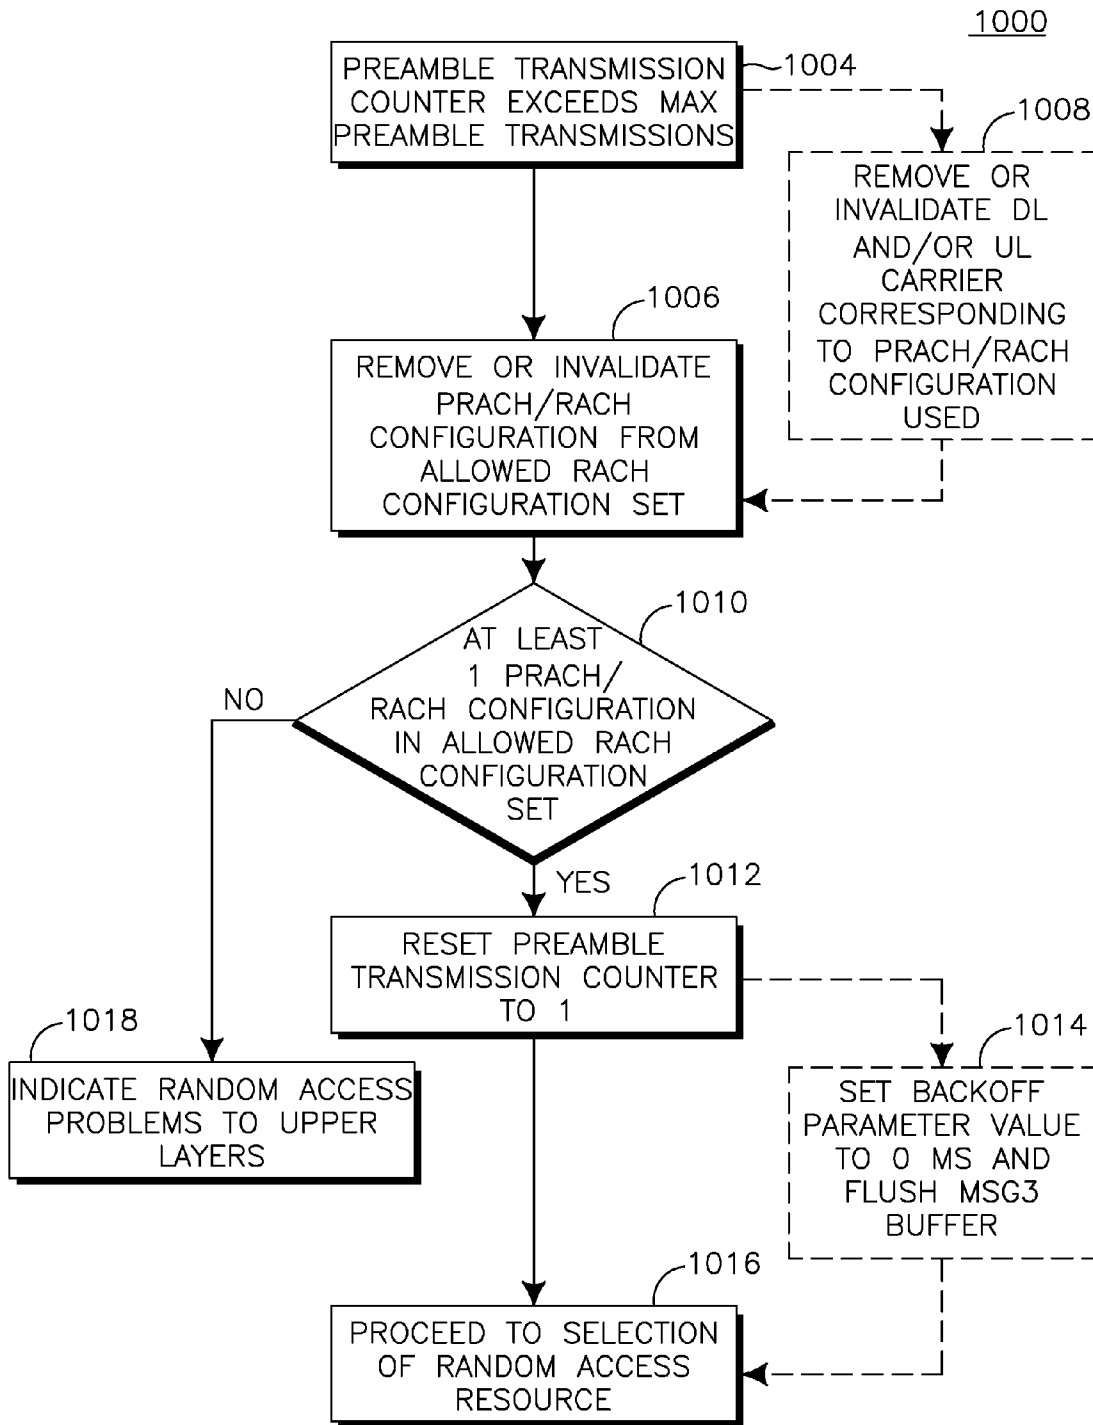 1000
PREAMBLE TRANSMISSION
COUNTER EXCEEDS MAX
PREAMBLE TRANSMISSIONS
1004
1008
REMOVE OR
INVALIDATE DL
AND/OR UL
CARRIER
CORRESPONDING
TO PRACH/RACH
CONFIGURATION
USED
1006
REMOVE OR INVALIDATE
PRACH/RACH
CONFIGURATION FROM
ALLOWED RACH
CONFIGURATION SET
1010
AT LEAST
1 PRACH/
RACH CONFIGURATION
IN ALLOWED RACH
CONFIGURATION
SET
NO
YES
1012
RESET PREAMBLE
TRANSMISSION COUNTER
TO 1
1018
INDICATE RANDOM ACCESS
PROBLEMS TO UPPER
LAYERS
1014
SET BACKOFF
PARAMETER VALUE
TO 0 MS AND
FLUSH MSG3
BUFFER
1016
PROCEED TO SELECTION
OF RANDOM ACCESS
RESOURCE